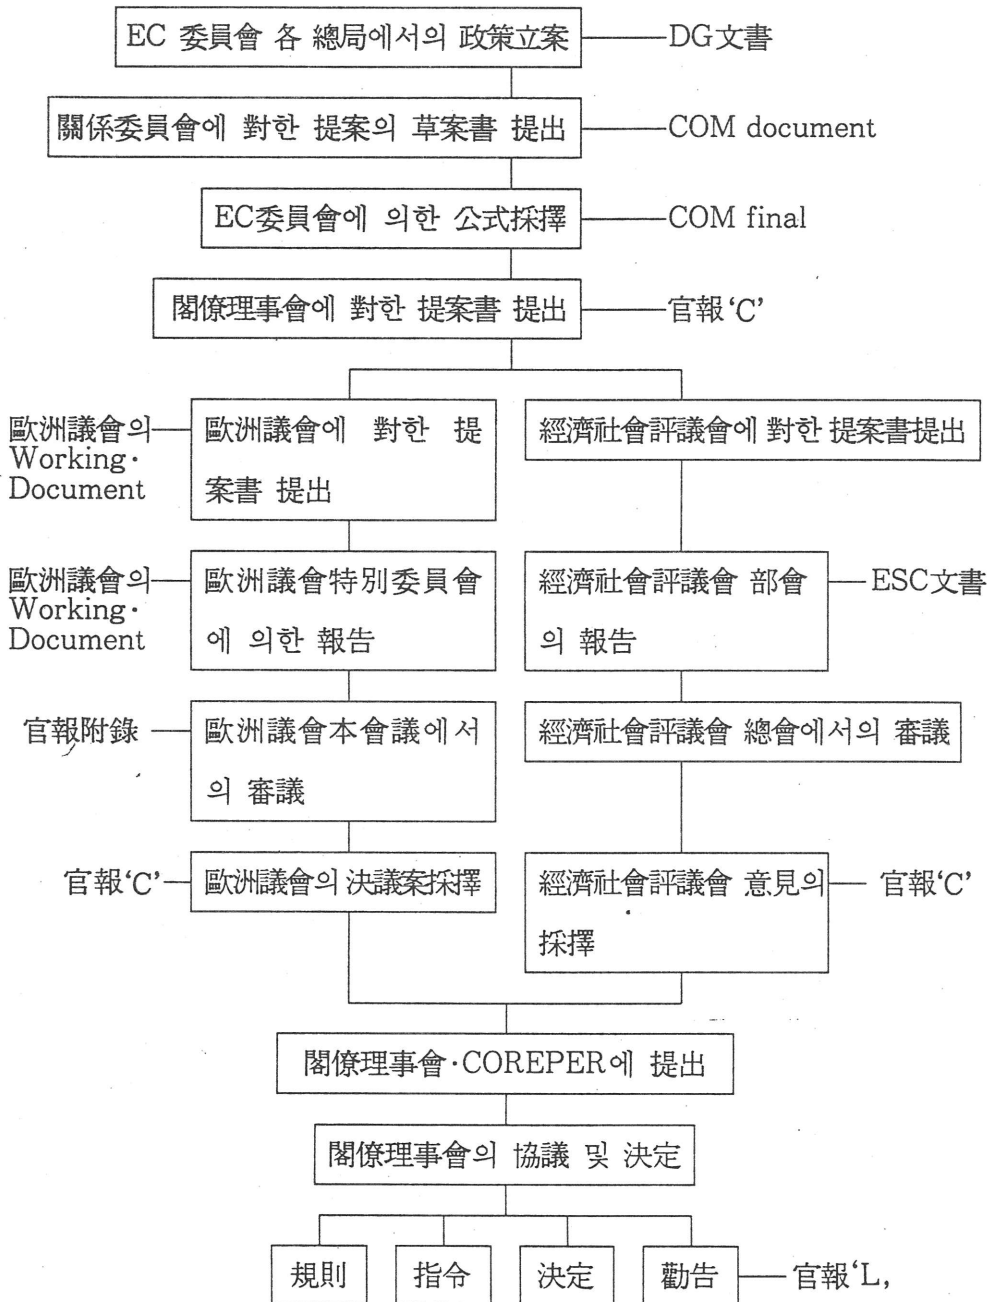 EC 委員會 各 總局에서의 政策立案 DG文書
關係委員會에 對한 提案의 草案書 提出 COM document
EC委員會에 의한 公式採擇 COM final
閣僚理事會에 對한 提案書 提出 官報‘C’
歐洲議會의
Working·
Document
歐洲議會에 對한 提
案書 提出
經濟社會評議會에 對한 提案書提出
歐洲議會의
Working·
Document
歐洲議會特別委員會
에 의한 報告
經濟社會評議會 部會
의 報告
ESC文書
官報附錄
歐洲議會本會議에서
의 審議
經濟社會評議會 總會에서의 審議
官報‘C’
歐洲議會의 決議案採擇
經濟社會評議會 意見의
採擇
官報‘C’
閣僚理事會·COREPER에 提出
閣僚理事會의 協議 및 決定
規則 指令 決定 勸告 官報‘L,